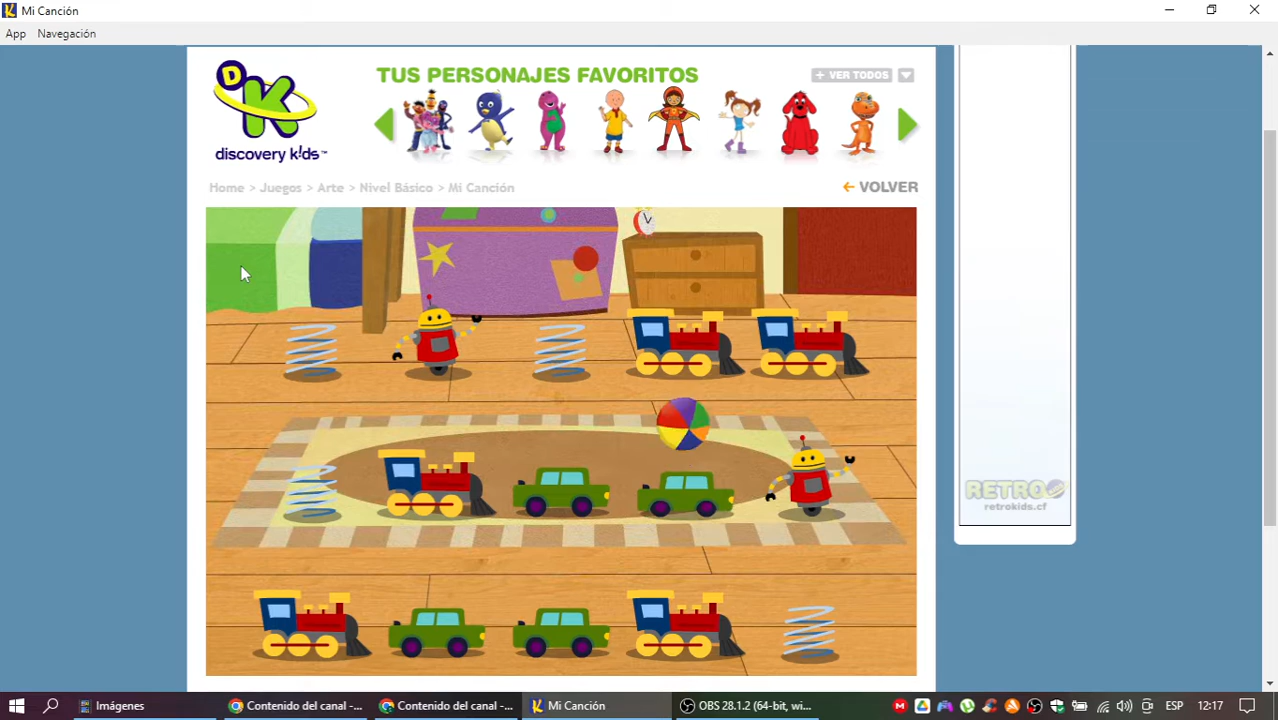 Mi Canción
App Navegación
D
K
discovery k!ds™
TUS PERSONAJES FAVORITOS
+ VER TODOS
Home > Juegos > Arte > Nivel Básico > Mi Canción
← VOLVER
RETRO
retrokids.cf
Imágenes
Contenido del canal -...
Contenido del canal -...
Mi Canción
OBS 28.1.2 (64-bit, wi...
ESP
12:17